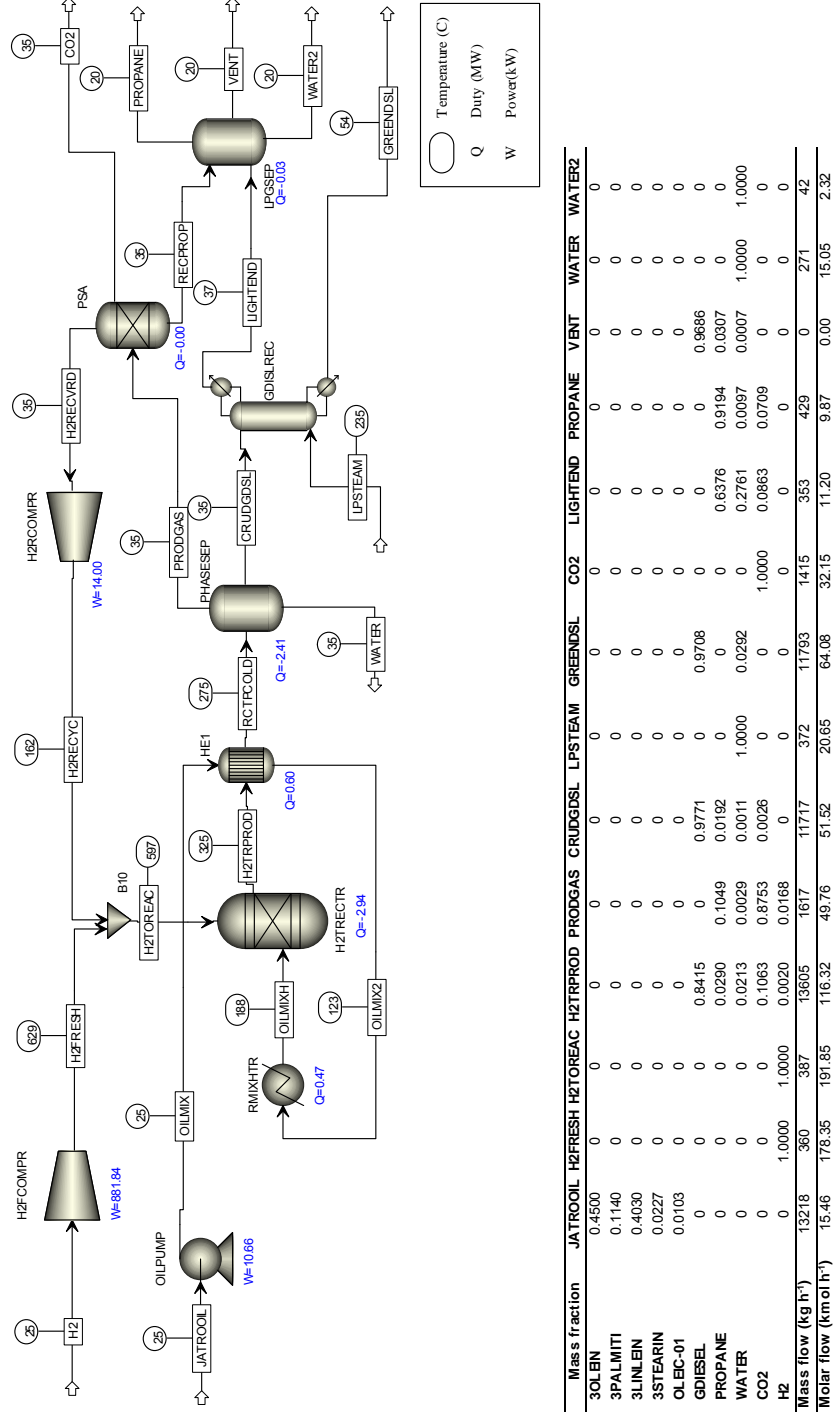 25
H2
H2FCOMPR
W=881.84
629
H2FRESH
B10
H2TOREAC
597
162
H2RECYC
H2RCOMPR
W=14.00
35
H2RECVRD
PSA
Q=-0.00
35
CO2
25
JATROOIL
OILPUMP
W=10.66
25
OILMIX
RMIXHTR
Q=0.47
188
OILMIXH
123
OILMIX2
H2TRECTR
Q=-2.94
325
H2TRPROD
HE1
Q=0.60
275
RCTPCOLD
PHASESEP
Q=-2.41
35
WATER
35
PRODGAS
35
CRUDGDSL
GDISLREC
LPSTEAM
235
37
LIGHTEND
35
RECPROP
LPGSEP
Q=-0.03
20
PROPANE
20
VENT
20
WATER2
54
GREENDSL
Temperature (C)
Q Duty (MW)
W Power(kW)
Mass fraction JATROOIL H2FRESH H2TOREAC H2TRPROD PRODGAS CRUDGDSL LPSTEAM GREENDSL CO2 LIGHTEND PROPANE VENT WATER WATER2
3OLEIN 0.4500 0 0 0 0 0 0 0 0 0 0 0 0 0
3PALMITI 0.1140 0 0 0 0 0 0 0 0 0 0 0 0 0
3LINLEIN 0.4030 0 0 0 0 0 0 0 0 0 0 0 0 0
3STEARIN 0.0227 0 0 0 0 0 0 0 0 0 0 0 0 0
OLEIC-01 0.0103 0 0 0 0 0 0 0 0 0 0 0 0 0
GDIESEL 0 0 0 0.8415 0 0.9771 0 0.9708 0 0 0 0.9686 0 0
PROPANE 0 0 0 0.0290 0.1049 0.0192 0 0 0 0.6376 0.9194 0.0307 0 0
WATER 0 0 0 0.0213 0.0029 0.0011 1.0000 0.0292 0 0.2761 0.0097 0.0007 1.0000 1.0000
CO2 0 0 0 0.1063 0.8753 0.0026 0 0 1.0000 0.0863 0.0709 0 0 0
H2 0 1.0000 1.0000 0.0020 0.0168 0 0 0 0 0 0 0 0 0
Mass flow (kg h-1) 13218 360 387 13605 1617 11717 372 11793 1415 353 429 0 271 42
Molar flow (kmol h-1) 15.46 178.35 191.85 116.32 49.76 51.52 20.65 64.08 32.15 11.20 9.87 0.00 15.05 2.32